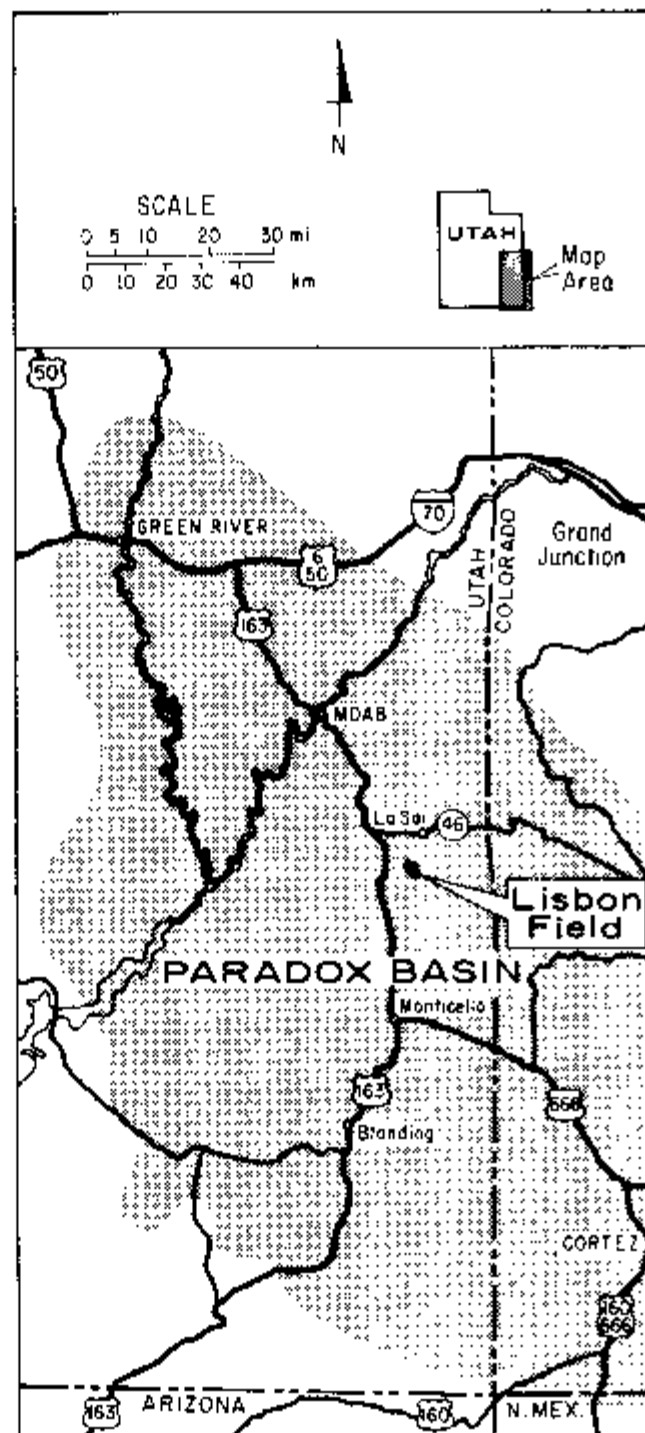 N
SCALE
0 5 10 20 30 mi
0 10 20 30 40 km
UTAH
Map
Area
50
GREEN RIVER
70
6
50
Grand
Junction
UTAH
COLORADO
163
MOAB
La Sal
46
Lisbon
Field
PARADOX BASIN
Monticello
163
666
Blanding
CORTEZ
160
666
ARIZONA
N. MEX.
163
160